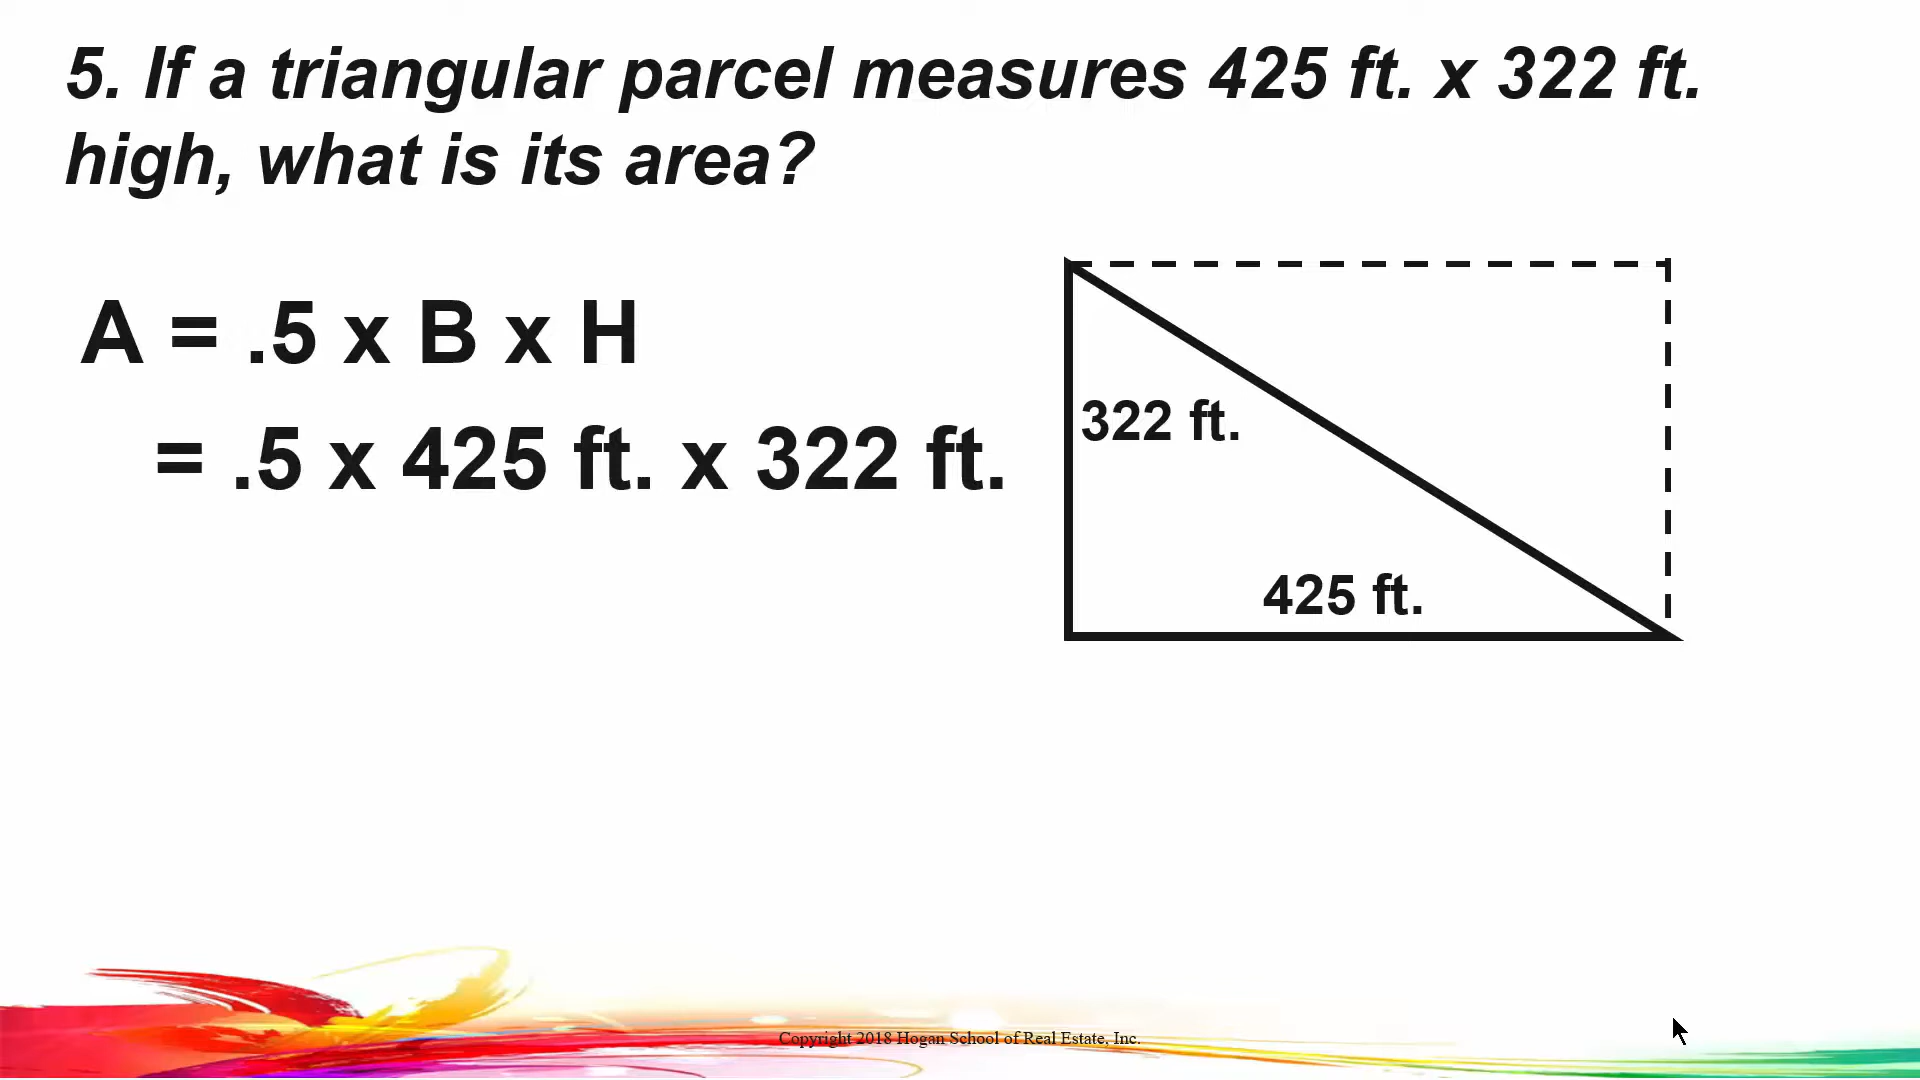 5. If a triangular parcel measures 425 ft. x 322 ft.
high, what is its area?
A = .5 x B x H
= .5 x 425 ft. x 322 ft.
322 ft.
425 ft.
Copyright 2018 Hogan School of Real Estate, Inc.